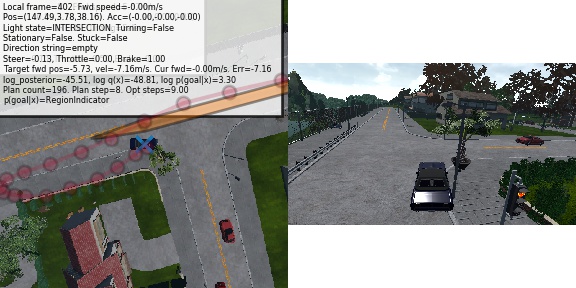 Local frame=402. Fwd speed=-0.00m/s
Pos=(147.49,3.78,38.16). Acc=(-0.00,-0.00,-0.00)
Light state=INTERSECTION. Turning=False
Stationary=False. Stuck=False
Direction string=empty
Steer=-0.13, Throttle=0.00, Brake=1.00
Target fwd pos=-5.73, vel=-7.16m/s. Cur fwd=-0.00m/s. Err=-7.16
log_posterior=-45.51, log q(x)=-48.81, log p(goal|x)=3.30
Plan count=196. Plan step=8. Opt steps=9.00
p(goal|x)=RegionIndicator